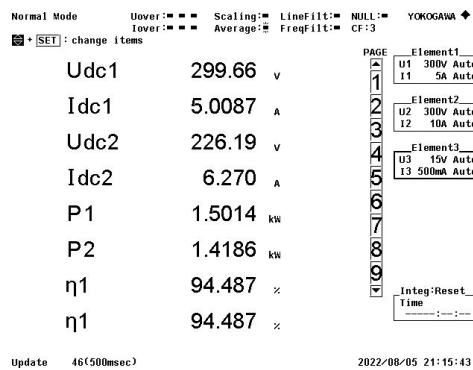 Normal Mode Uover: Scaling: LineFilt: NULL: YOKOGAWA
Iover: Average: FreqFilt: CF:3
+ SET : change items
PAGE
Udc1 299.66 V
Idc1 5.0087 A
Udc2 226.19 V
Idc2 6.270 A
P1 1.5014 kW
P2 1.4186 kW
η1 94.487 %
η1 94.487 %
1
2
3
4
5
6
7
8
9
Element1
U1 300V Auto
I1 5A Auto
Element2
U2 300V Auto
I2 10A Auto
Element3
U3 15V Auto
I3 500mA Auto
Integ:Reset
Time
-----:--:--
Update 46(500msec) 2022/08/05 21:15:43